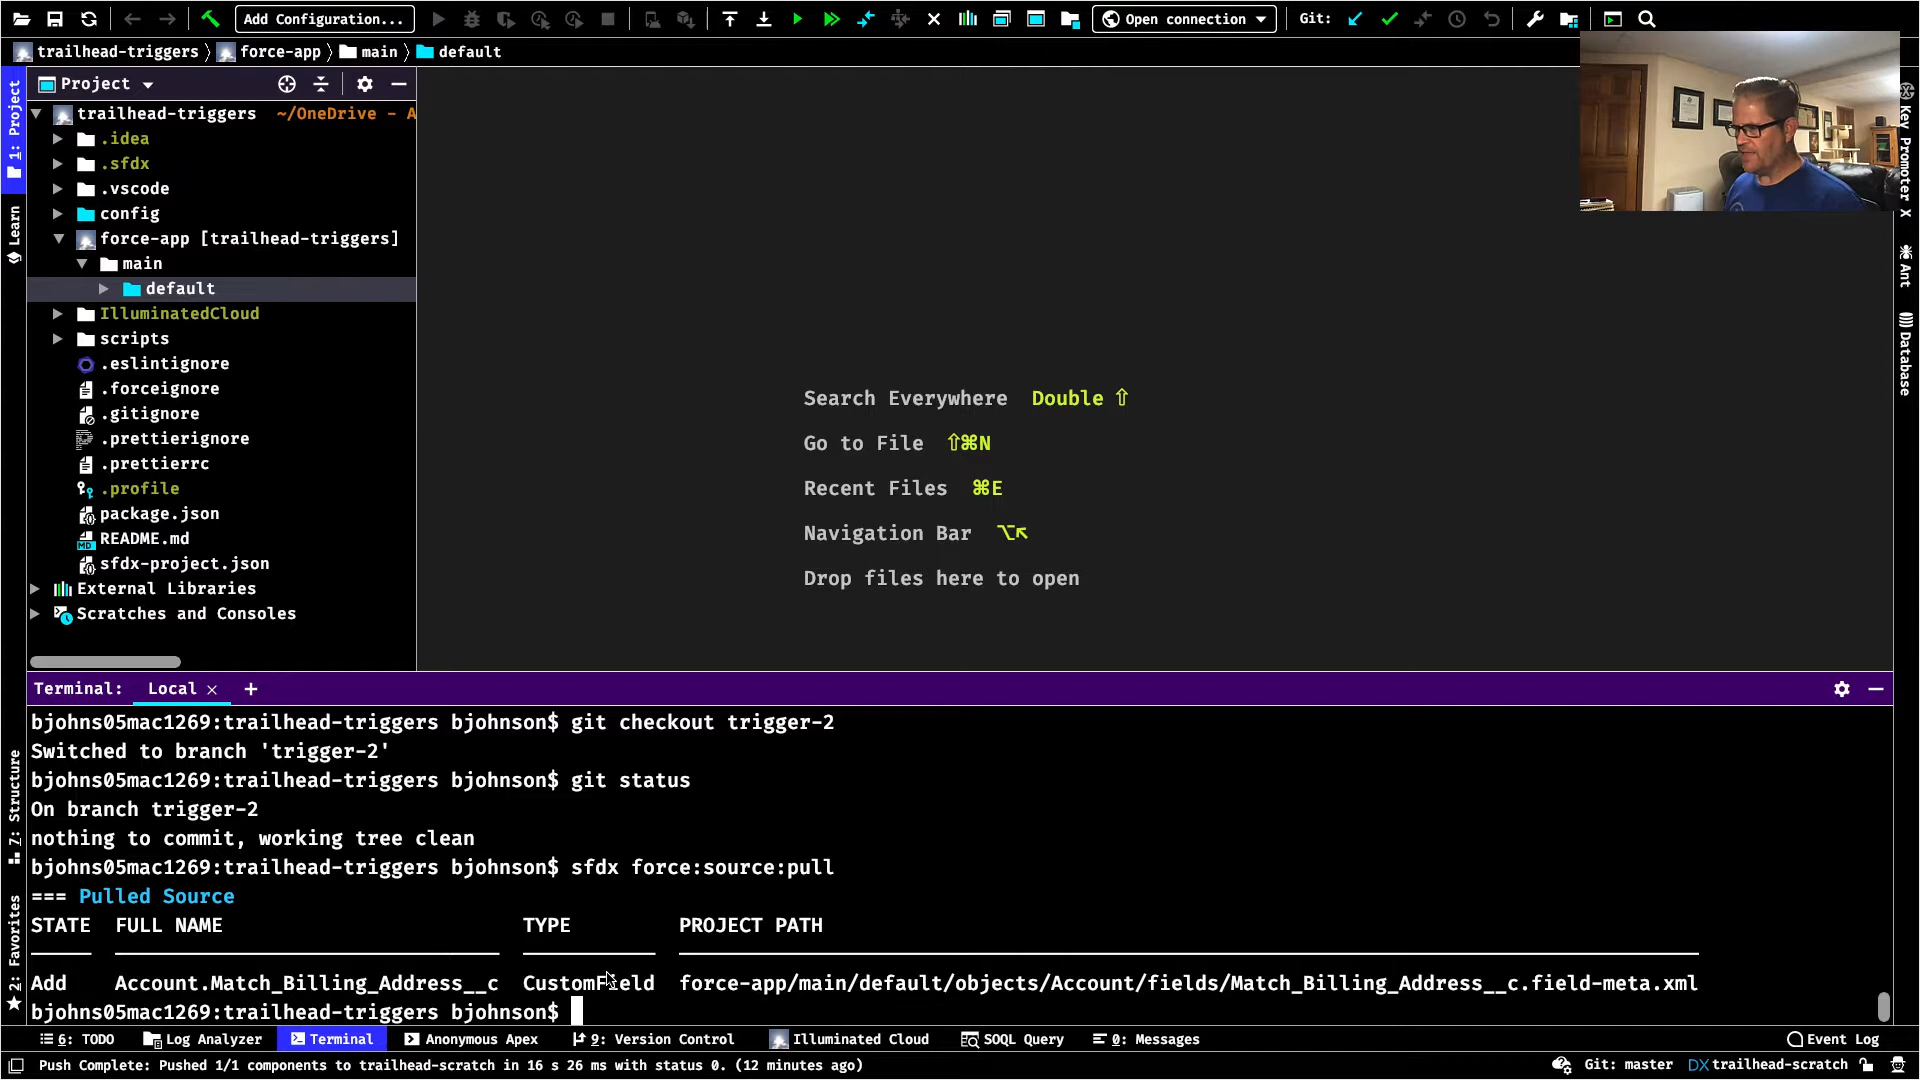 Add Configuration...
Open connection
Git:
trailhead-triggers
force-app
main
default
1: Project
Learn
7: Structure
2: Favorites
Project
trailhead-triggers ~/OneDrive - A
.idea
.sfdx
.vscode
config
force-app [trailhead-triggers]
main
default
IlluminatedCloud
scripts
.eslintignore
.forceignore
.gitignore
.prettierignore
.prettierrc
.profile
package.json
README.md
sfdx-project.json
External Libraries
Scratches and Consoles
Search Everywhere Double ⇧
Go to File ⇧⌘N
Recent Files ⌘E
Navigation Bar ⌥↖
Drop files here to open
Key Promoter X
Ant
Database
Terminal: Local × +
bjohns05mac1269:trailhead-triggers bjohnson$ git checkout trigger-2
Switched to branch 'trigger-2'
bjohns05mac1269:trailhead-triggers bjohnson$ git status
On branch trigger-2
nothing to commit, working tree clean
bjohns05mac1269:trailhead-triggers bjohnson$ sfdx force:source:pull
=== Pulled Source
STATE FULL NAME TYPE PROJECT PATH
Add Account.Match_Billing_Address__c CustomField force-app/main/default/objects/Account/fields/Match_Billing_Address__c.field-meta.xml
bjohns05mac1269:trailhead-triggers bjohnson$
6: TODO
Log Analyzer
Terminal
Anonymous Apex
9: Version Control
Illuminated Cloud
SOQL Query
0: Messages
Event Log
Push Complete: Pushed 1/1 components to trailhead-scratch in 16 s 26 ms with status 0. (12 minutes ago)
Git: master
DX trailhead-scratch